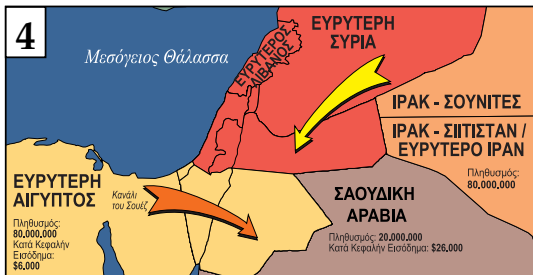 4
Μεσόγειος Θάλασσα
ΕΥΡΥΤΕΡΟΣ
ΛΙΒΑΝΟΣ
ΕΥΡΥΤΕΡΗ
ΣΥΡΙΑ
ΙΡΑΚ - ΣΟΥΝΙΤΕΣ
ΙΡΑΚ - ΣΙΙΤΙΣΤΑΝ /
ΕΥΡΥΤΕΡΟ ΙΡΑΝ
Πληθυσμός:
80.000.000
ΕΥΡΥΤΕΡΗ
ΑΙΓΥΠΤΟΣ
Πληθυσμός:
80.000.000
Κατά Κεφαλήν
Εισόδημα:
$6.000
Κανάλι
του Σουέζ
ΣΑΟΥΔΙΚΗ
ΑΡΑΒΙΑ
Πληθυσμός: 20.000.000
Κατά Κεφαλήν Εισόδημα: $26.000